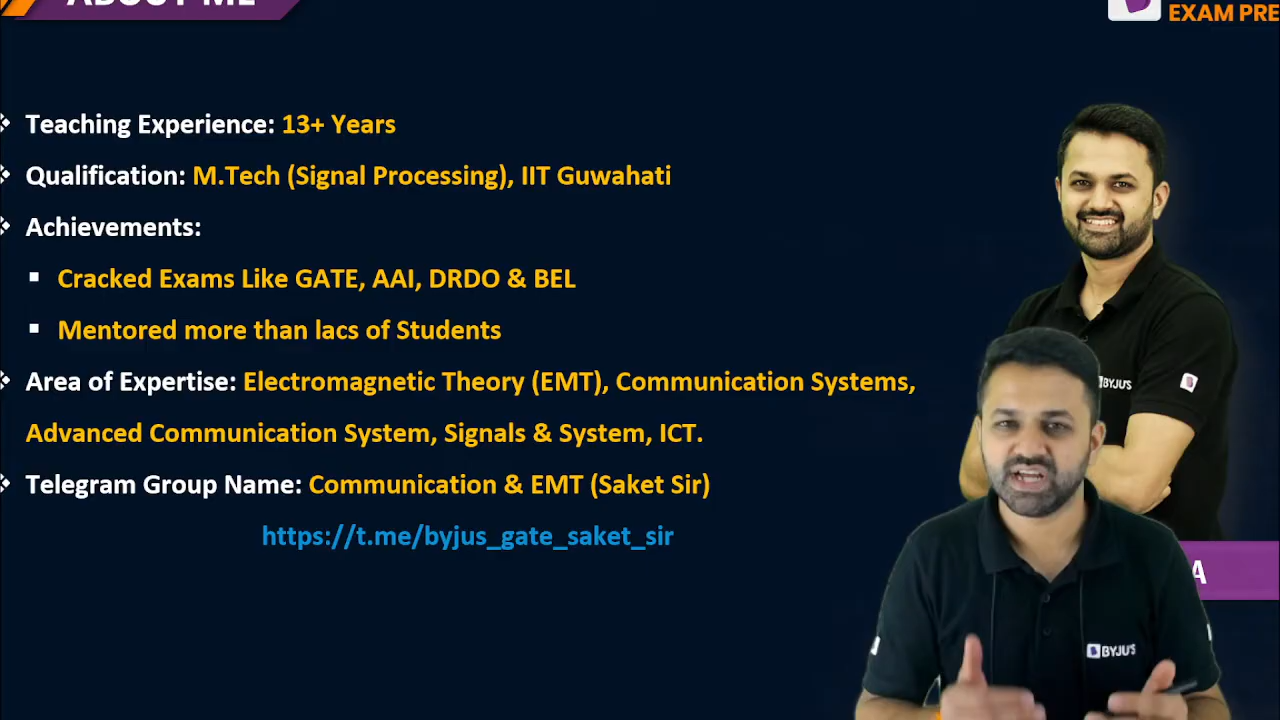 ABOUT ME
EXAM PRE
Teaching Experience: 13+ Years
Qualification: M.Tech (Signal Processing), IIT Guwahati
Achievements:
Cracked Exams Like GATE, AAI, DRDO & BEL
Mentored more than lacs of Students
Area of Expertise: Electromagnetic Theory (EMT), Communication Systems,
Advanced Communication System, Signals & System, ICT.
Telegram Group Name: Communication & EMT (Saket Sir)
https://t.me/byjus_gate_saket_sir
BYJU'S
A
BYJU'S